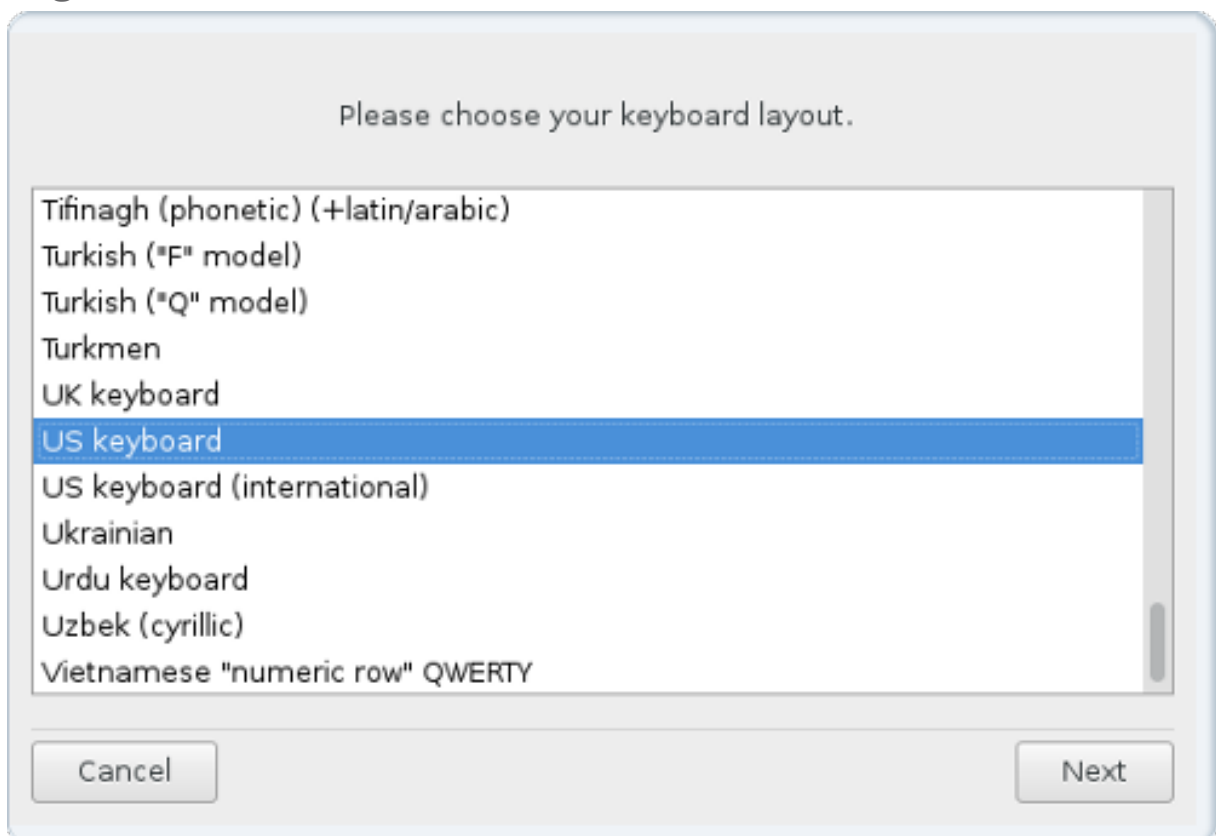 Please choose your keyboard layout.
Tifinagh (phonetic) (+latin/arabic)
Turkish ("F" model)
Turkish ("Q" model)
Turkmen
UK keyboard
US keyboard
US keyboard (international)
Ukrainian
Urdu keyboard
Uzbek (cyrillic)
Vietnamese "numeric row" QWERTY
Cancel
Next